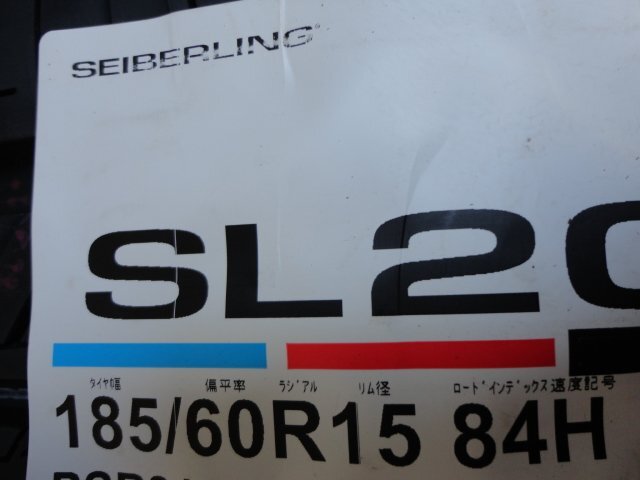 SEIBERLING
SL20
タイヤ幅 偏平率 ラジアル リム径 ロードインデックス速度記号
185/60R15 84H